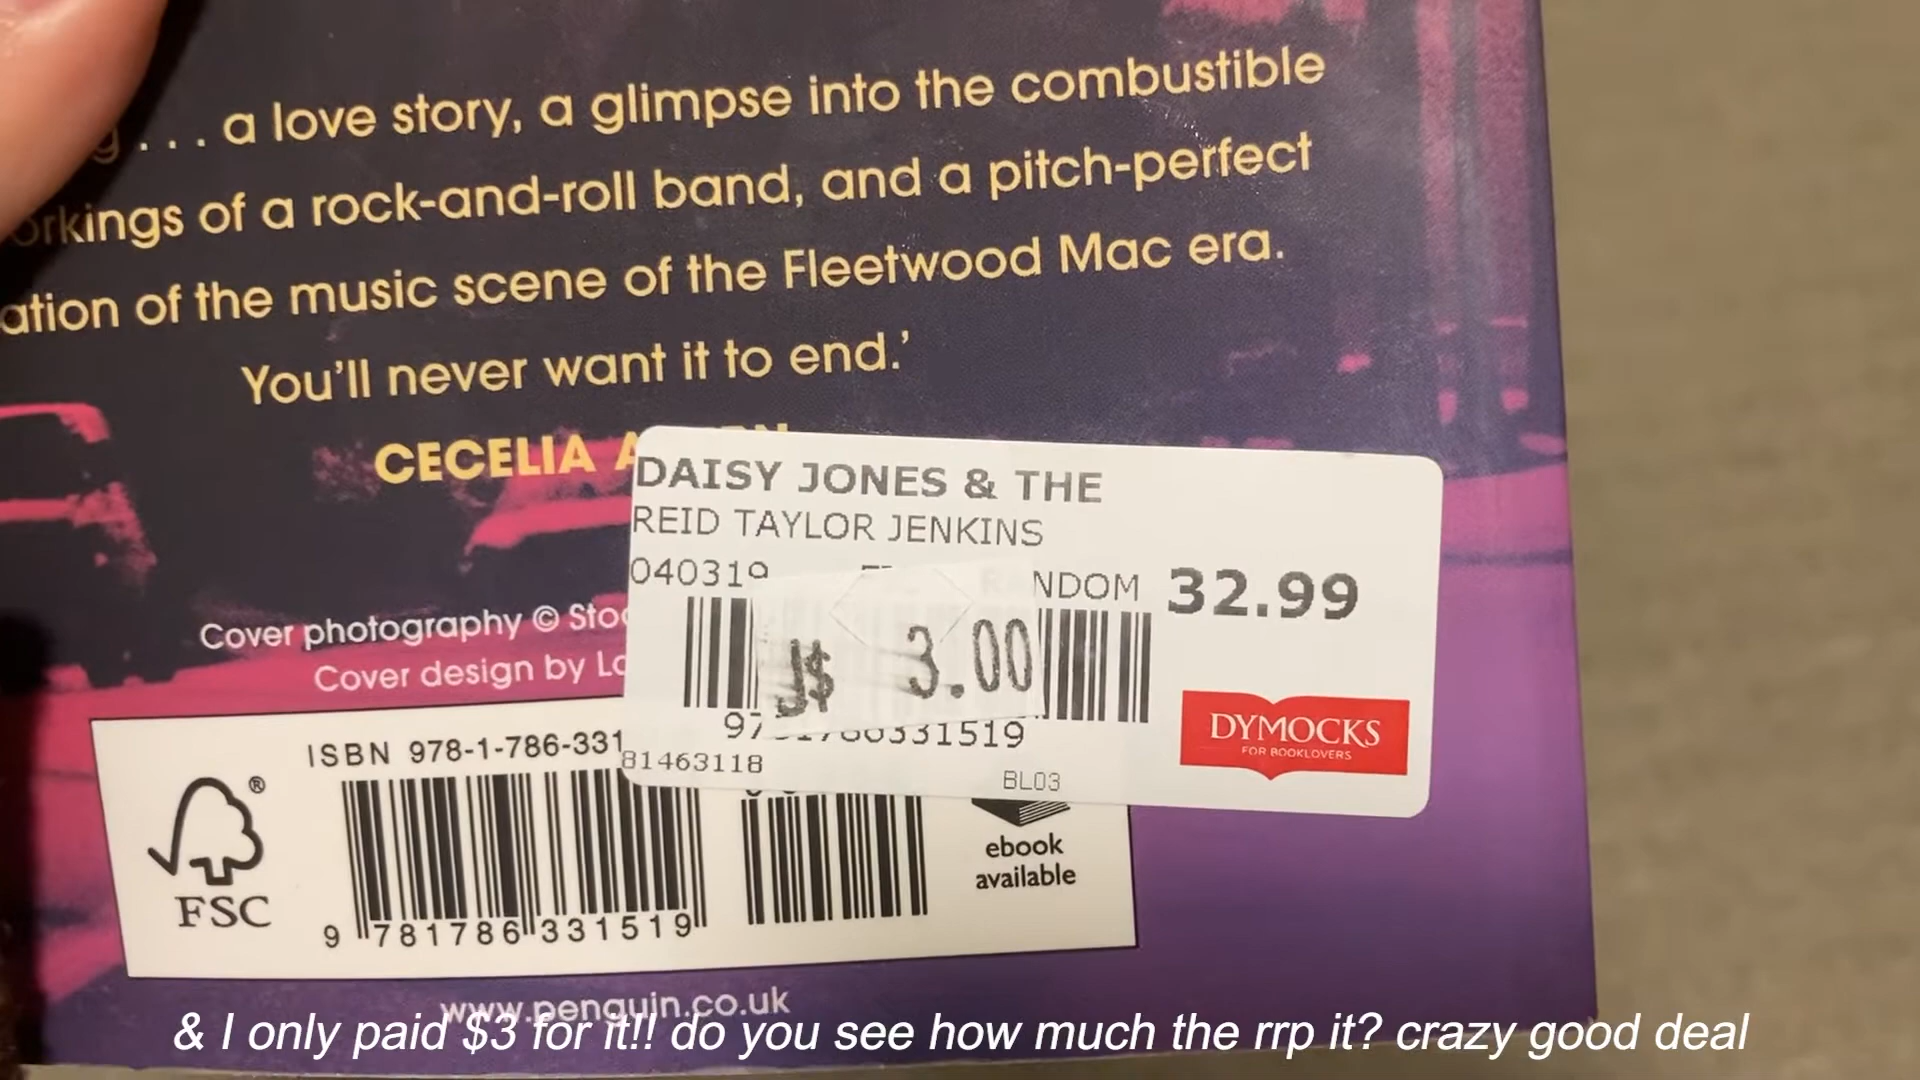 ... a love story, a glimpse into the combustible
of a rock-and-roll band, and a pitch-perfect
of the music scene of the Fleetwood Mac era.
You'll never want it to end.'
CECELIA
DAISY JONES & THE
REID TAYLOR JENKINS
040319
32.99
J$ 3.00
81463118
BL03
DYMOCKS
FOR BOOKLOVERS
Cover photography ©
Cover design by
ISBN 978-1-786-331
FSC
®
9 781786 331519
ebook
available
www.penguin.co.uk
& I only paid $3 for it!! do you see how much the rrp it? crazy good deal